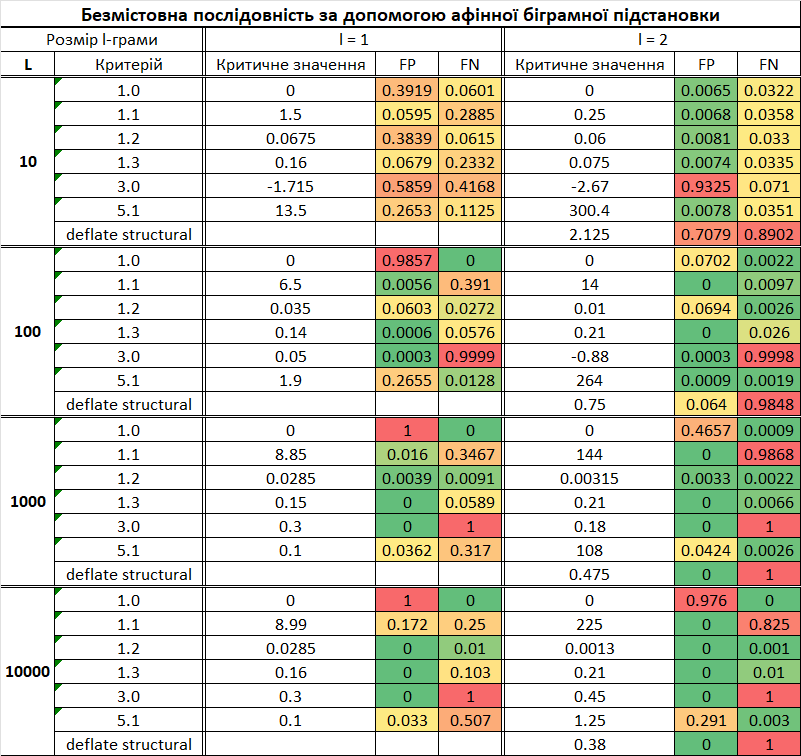 Безмістовна послідовність за допомогою афінної біграмної підстановки
Розмір l-грами l = 1 l = 2
L Критерій Критичне значення FP FN Критичне значення FP FN
10
1.0 0 0.3919 0.0601 0 0.0065 0.0322
1.1 1.5 0.0595 0.2885 0.25 0.0068 0.0358
1.2 0.0675 0.3839 0.0615 0.06 0.0081 0.033
1.3 0.16 0.0679 0.2332 0.075 0.0074 0.0335
3.0 -1.715 0.5859 0.4168 -2.67 0.9325 0.071
5.1 13.5 0.2653 0.1125 300.4 0.0078 0.0351
deflate structural 2.125 0.7079 0.8902
100
1.0 0 0.9857 0 0 0.0702 0.0022
1.1 6.5 0.0056 0.391 14 0 0.0097
1.2 0.035 0.0603 0.0272 0.01 0.0694 0.0026
1.3 0.14 0.0006 0.0576 0.21 0 0.026
3.0 0.05 0.0003 0.9999 -0.88 0.0003 0.9998
5.1 1.9 0.2655 0.0128 264 0.0009 0.0019
deflate structural 0.75 0.064 0.9848
1000
1.0 0 1 0 0 0.4657 0.0009
1.1 8.85 0.016 0.3467 144 0 0.9868
1.2 0.0285 0.0039 0.0091 0.00315 0.0033 0.0022
1.3 0.15 0 0.0589 0.21 0 0.0066
3.0 0.3 0 1 0.18 0 1
5.1 0.1 0.0362 0.317 108 0.0424 0.0026
deflate structural 0.475 0 1
10000
1.0 0 1 0 0 0.976 0
1.1 8.99 0.172 0.25 225 0 0.825
1.2 0.0285 0 0.01 0.0013 0 0.001
1.3 0.16 0 0.103 0.21 0 0.01
3.0 0.3 0 1 0.45 0 1
5.1 0.1 0.033 0.507 1.25 0.291 0.003
deflate structural 0.38 0 1